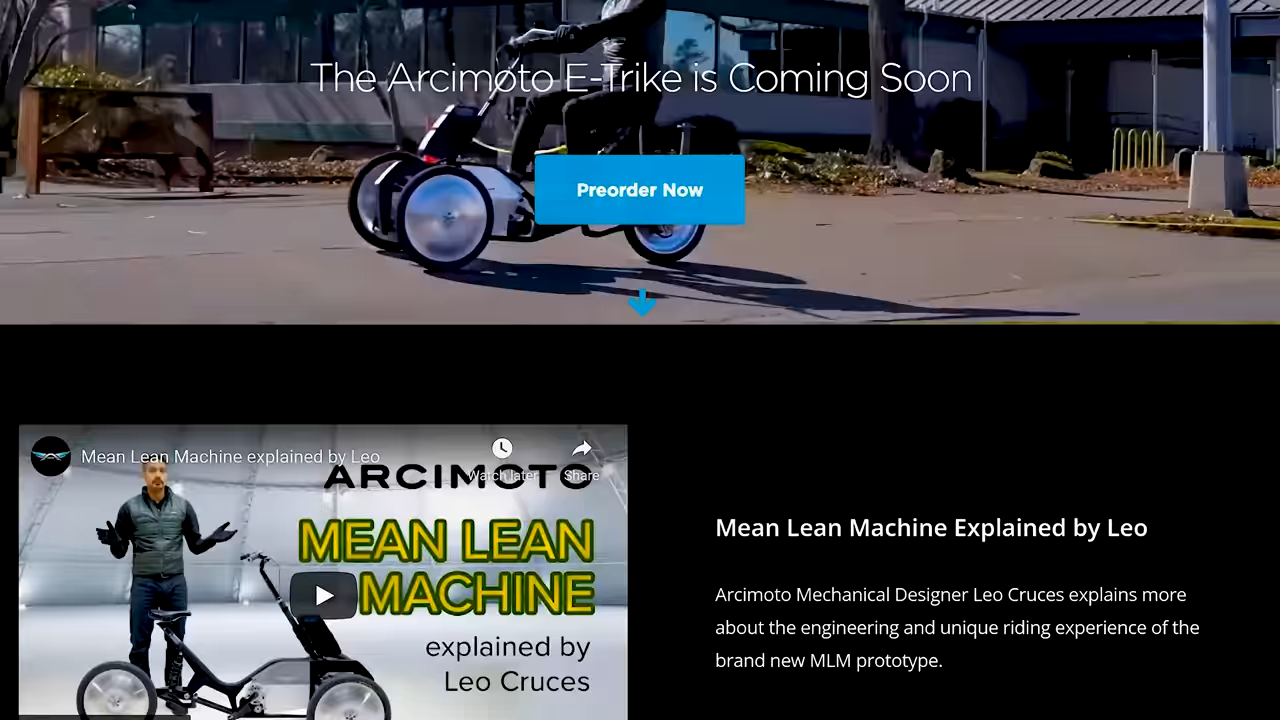 The Arcimoto E-Trike is Coming Soon
Preorder Now
Mean Lean Machine explained by Leo
Watch later
Share
ARCIMOTO
MEAN LEAN
MACHINE
explained by
Leo Cruces
Mean Lean Machine Explained by Leo
Arcimoto Mechanical Designer Leo Cruces explains more
about the engineering and unique riding experience of the
brand new MLM prototype.